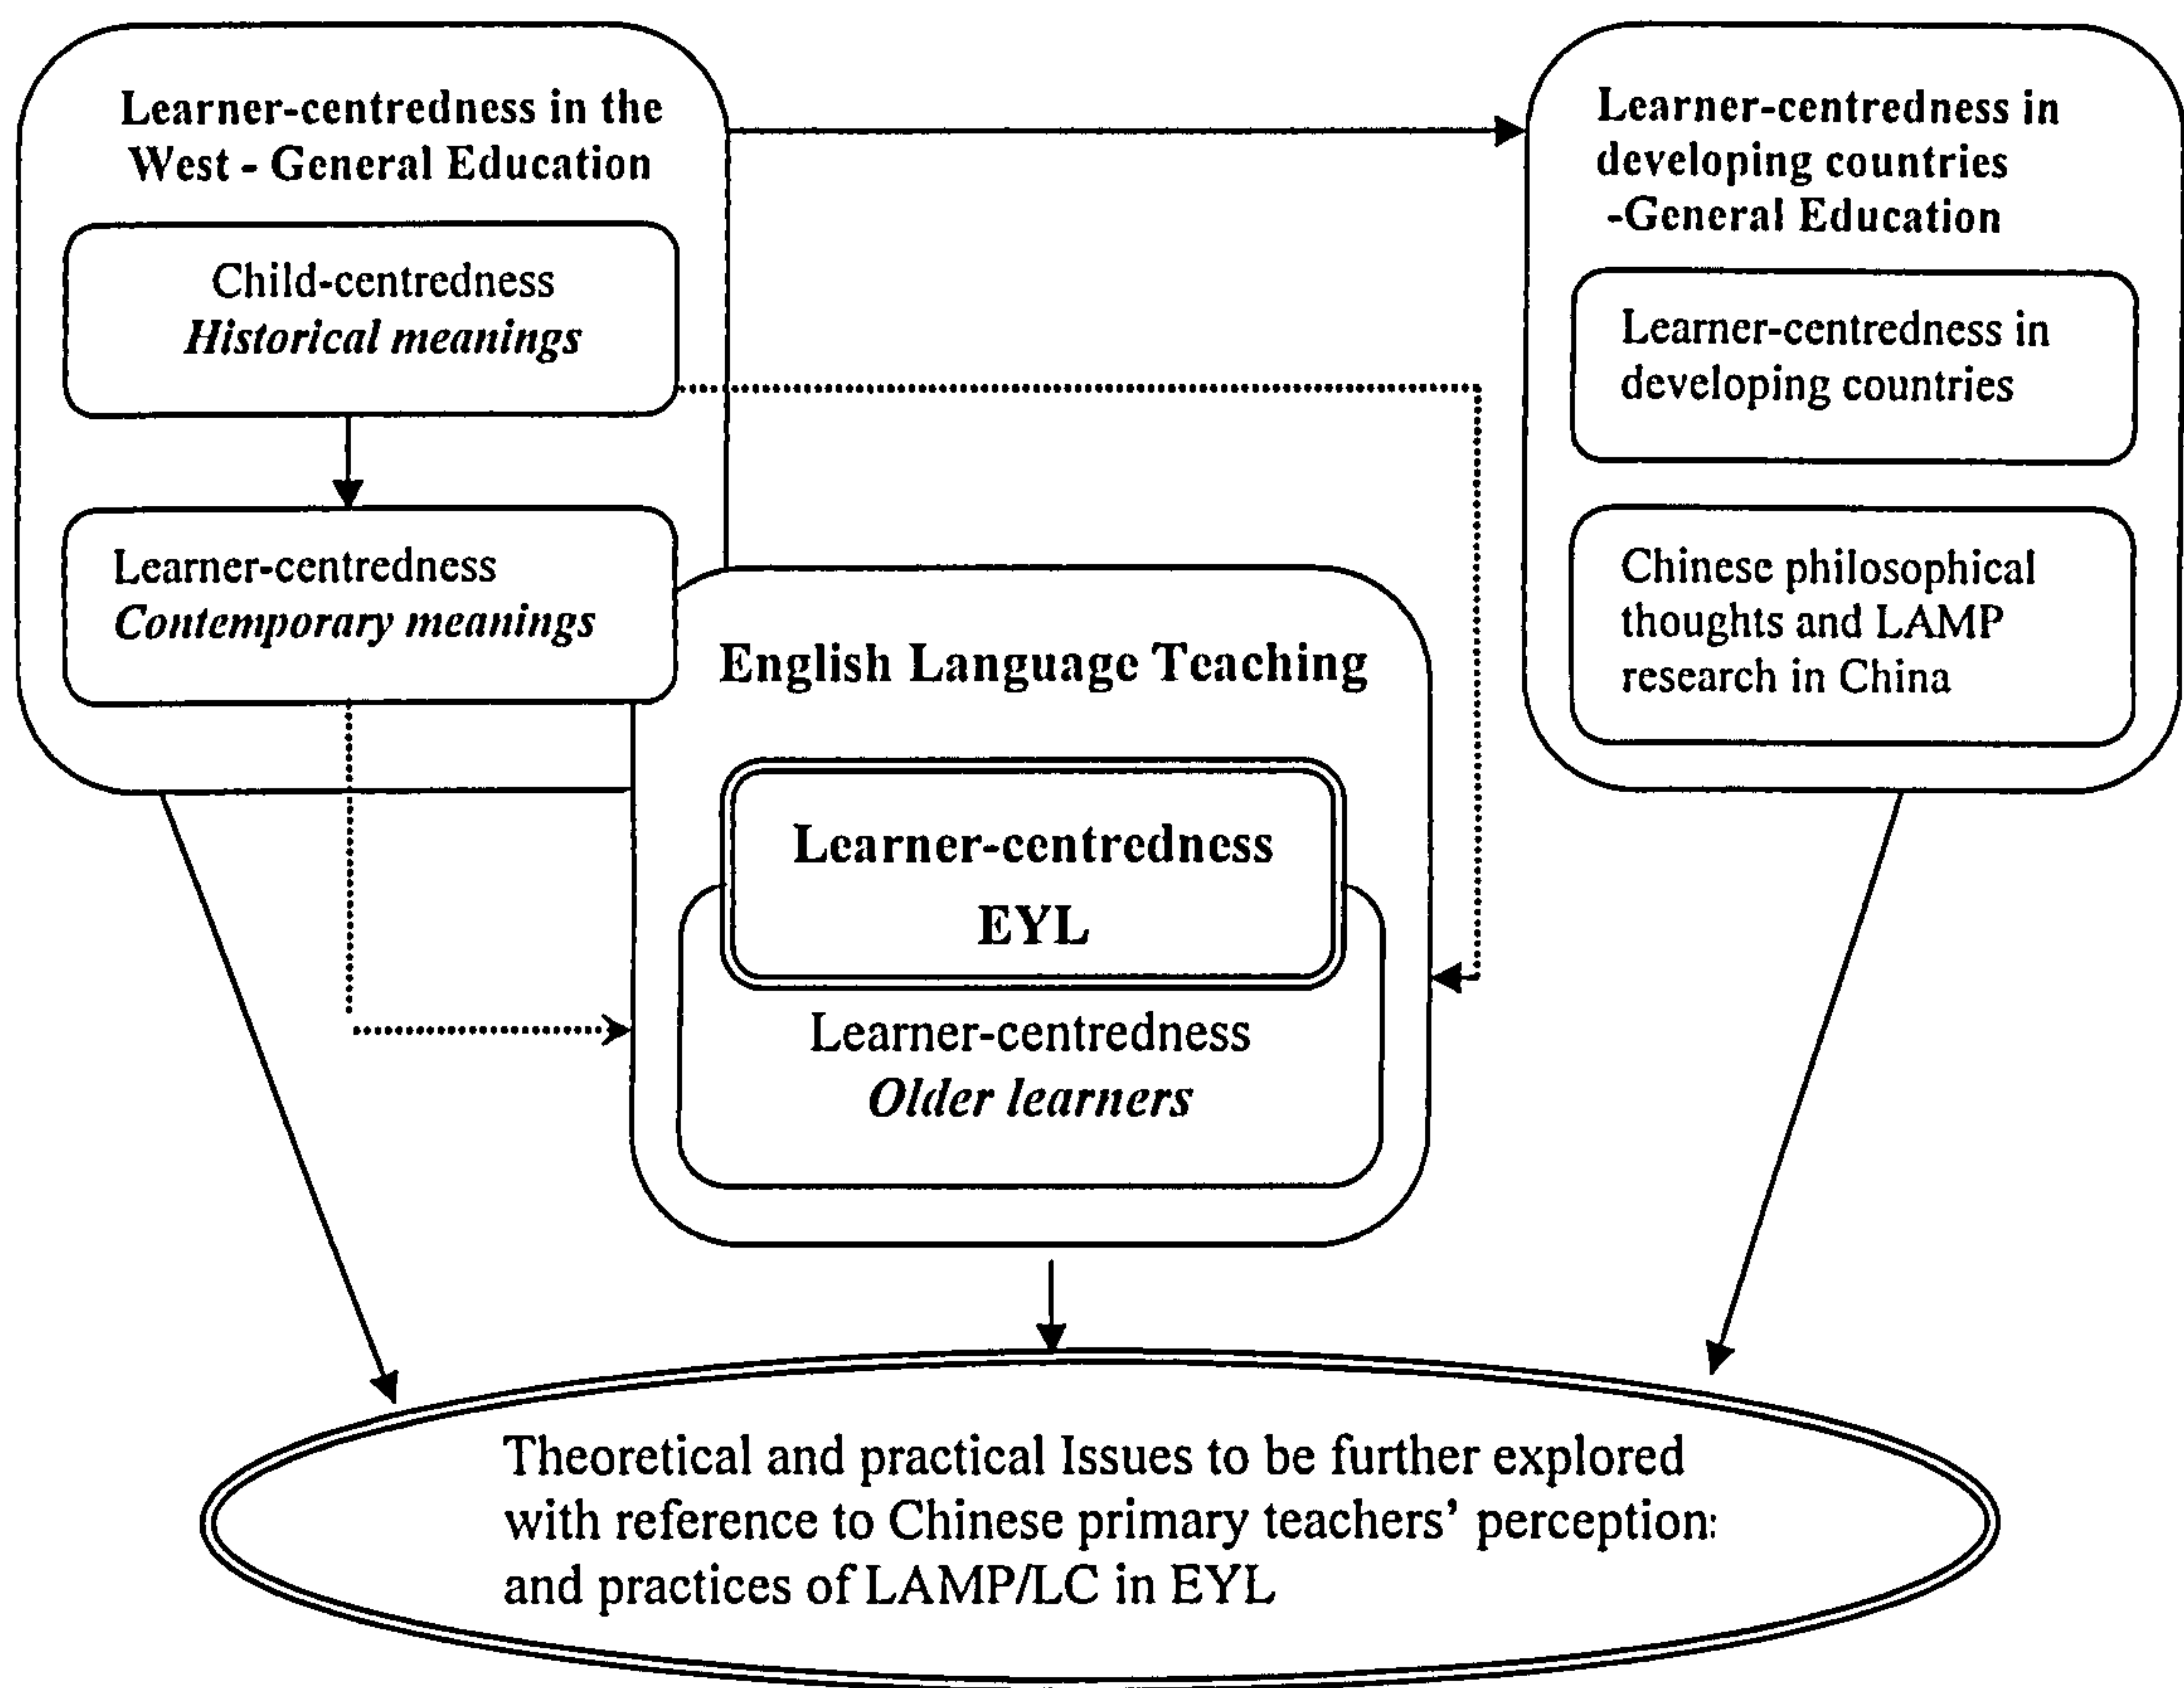 Learner-centredness in the
West - General Education
Child-centredness
Historical meanings
Learner-centredness
Contemporary meanings
Learner-centredness in
developing countries
-General Education
Learner-centredness in
developing countries
Chinese philosophical
thoughts and LAMP
research in China
English Language Teaching
Learner-centredness
EYL
Learner-centredness
Older learners
Theoretical and practical Issues to be further explored
with reference to Chinese primary teachers' perception:
and practices of LAMP/LC in EYL